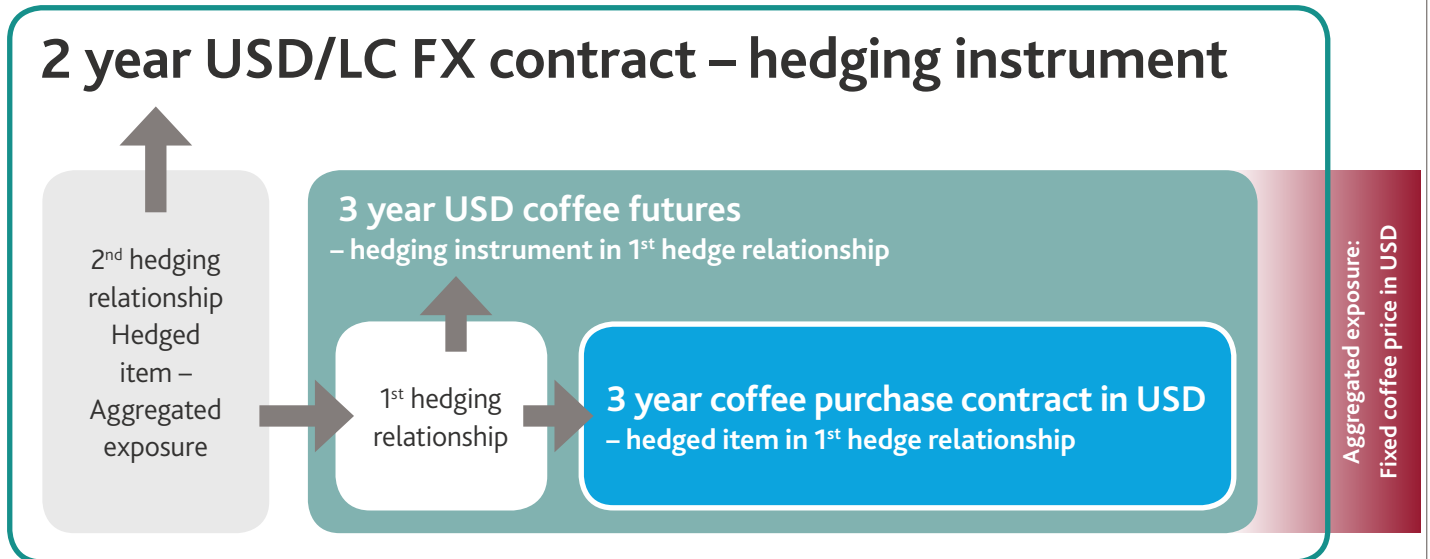 2 year USD/LC FX contract – hedging instrument
2nd hedging
relationship
Hedged
item –
Aggregated
exposure
3 year USD coffee futures
– hedging instrument in 1st hedge relationship
1st hedging
relationship
3 year coffee purchase contract in USD
– hedged item in 1st hedge relationship
Aggregated exposure:
Fixed coffee price in USD